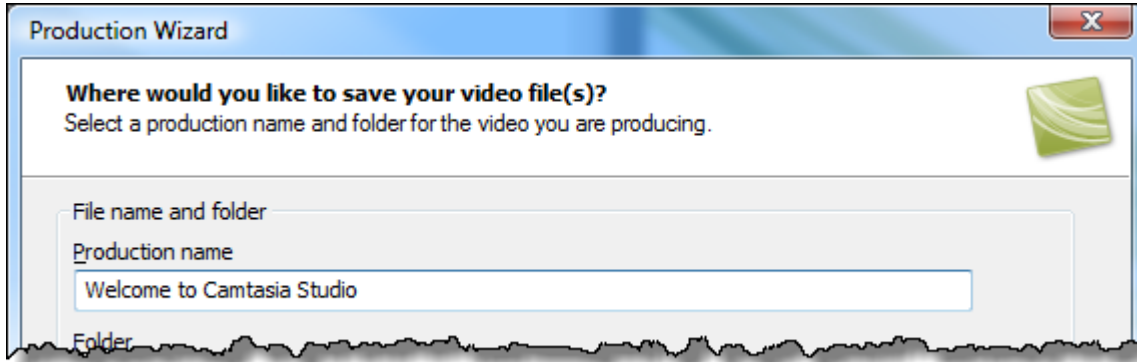 Production Wizard
Where would you like to save your video file(s)?
Select a production name and folder for the video you are producing.
File name and folder
Production name
Welcome to Camtasia Studio
Folder